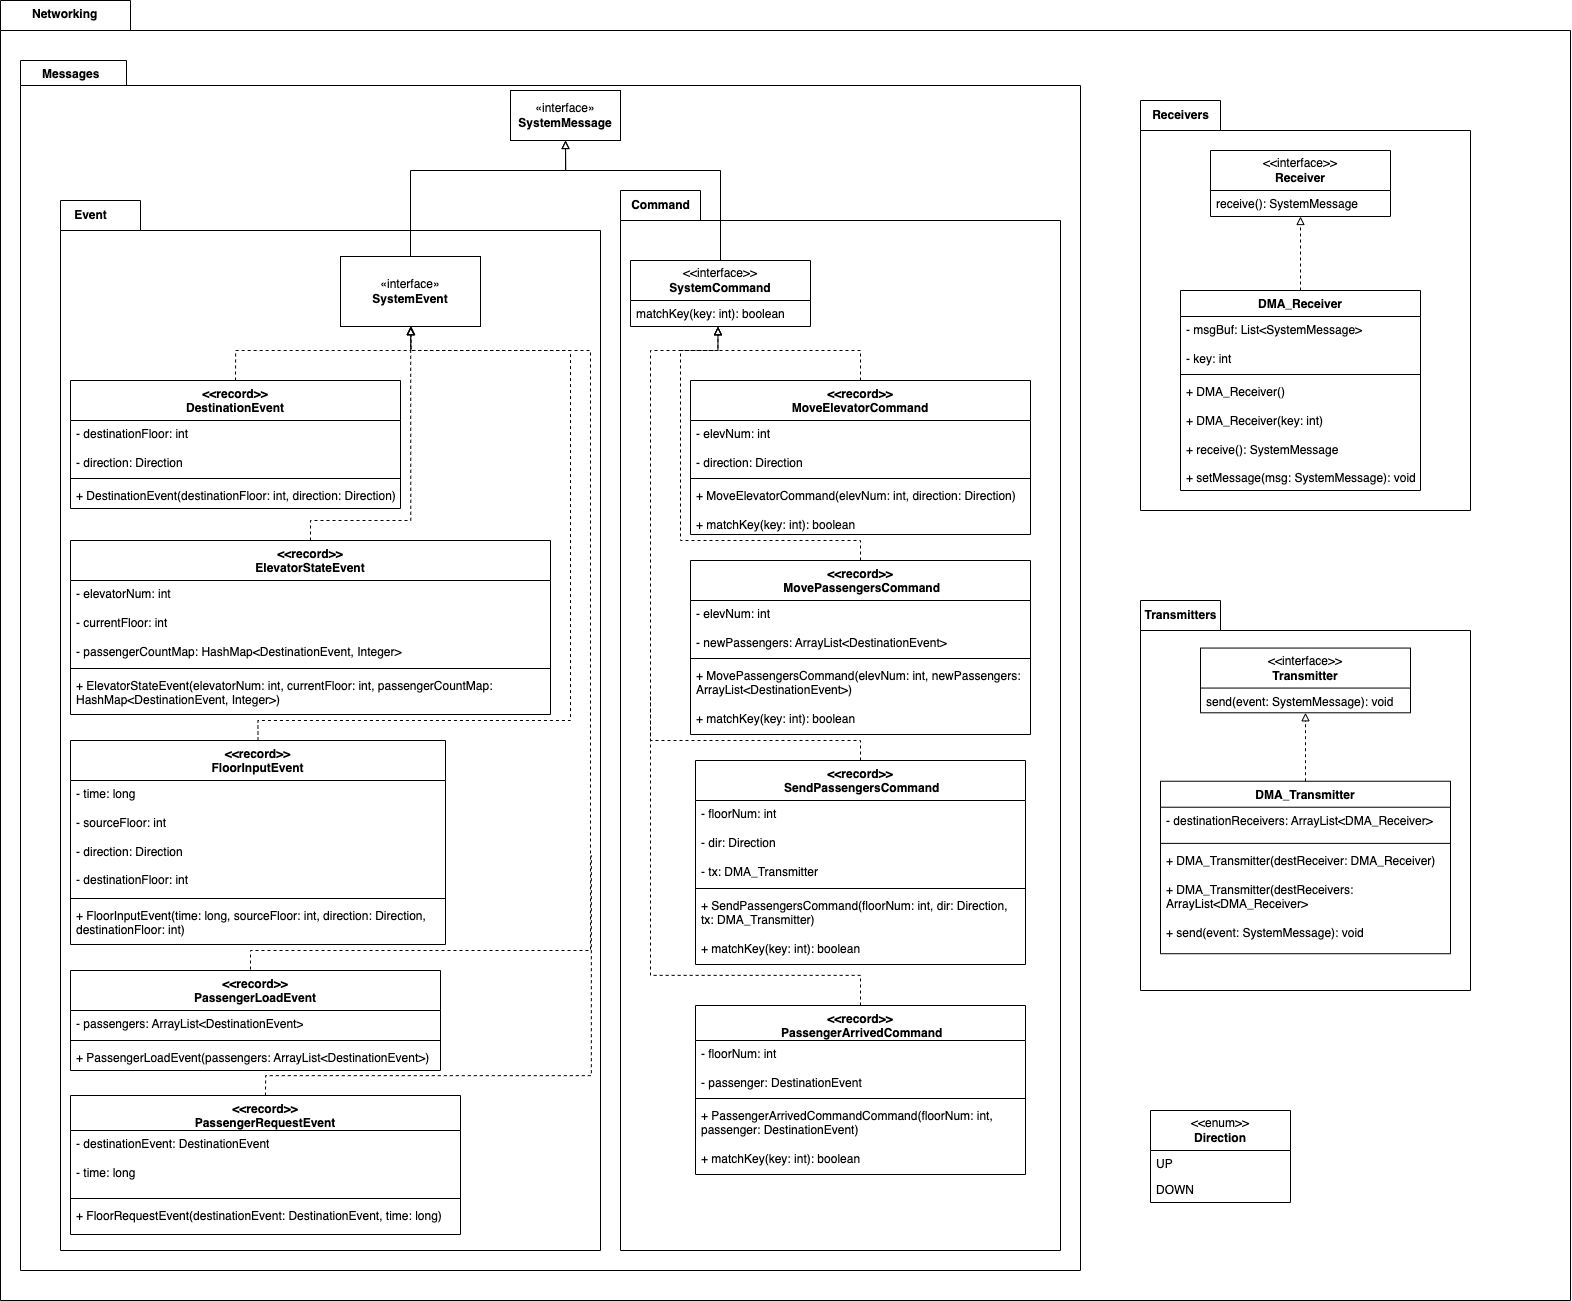 Networking
Messages
«interface»
SystemMessage
Event
«interface»
SystemEvent
<<record>>
DestinationEvent
- destinationFloor: int
- direction: Direction
+ DestinationEvent(destinationFloor: int, direction: Direction)
<<record>>
ElevatorStateEvent
- elevatorNum: int
- currentFloor: int
- passengerCountMap: HashMap<DestinationEvent, Integer>
+ ElevatorStateEvent(elevatorNum: int, currentFloor: int, passengerCountMap:
HashMap<DestinationEvent, Integer>)
<<record>>
FloorInputEvent
- time: long
- sourceFloor: int
- direction: Direction
- destinationFloor: int
+ FloorInputEvent(time: long, sourceFloor: int, direction: Direction,
destinationFloor: int)
<<record>>
PassengerLoadEvent
- passengers: ArrayList<DestinationEvent>
+ PassengerLoadEvent(passengers: ArrayList<DestinationEvent>)
<<record>>
PassengerRequestEvent
- destinationEvent: DestinationEvent
- time: long
+ FloorRequestEvent(destinationEvent: DestinationEvent, time: long)
Command
<<interface>>
SystemCommand
matchKey(key: int): boolean
<<record>>
MoveElevatorCommand
- elevNum: int
- direction: Direction
+ MoveElevatorCommand(elevNum: int, direction: Direction)
+ matchKey(key: int): boolean
<<record>>
MovePassengersCommand
- elevNum: int
- newPassengers: ArrayList<DestinationEvent>
+ MovePassengersCommand(elevNum: int, newPassengers:
ArrayList<DestinationEvent>)
+ matchKey(key: int): boolean
<<record>>
SendPassengersCommand
- floorNum: int
- dir: Direction
- tx: DMA_Transmitter
+ SendPassengersCommand(floorNum: int, dir: Direction,
tx: DMA_Transmitter)
+ matchKey(key: int): boolean
<<record>>
PassengerArrivedCommand
- floorNum: int
- passenger: DestinationEvent
+ PassengerArrivedCommandCommand(floorNum: int,
passenger: DestinationEvent)
+ matchKey(key: int): boolean
Receivers
<<interface>>
Receiver
receive(): SystemMessage
DMA_Receiver
- msgBuf: List<SystemMessage>
- key: int
+ DMA_Receiver()
+ DMA_Receiver(key: int)
+ receive(): SystemMessage
+ setMessage(msg: SystemMessage): void
Transmitters
<<interface>>
Transmitter
send(event: SystemMessage): void
DMA_Transmitter
- destinationReceivers: ArrayList<DMA_Receiver>
+ DMA_Transmitter(destReceiver: DMA_Receiver)
+ DMA_Transmitter(destReceivers:
ArrayList<DMA_Receiver>
+ send(event: SystemMessage): void
<<enum>>
Direction
UP
DOWN